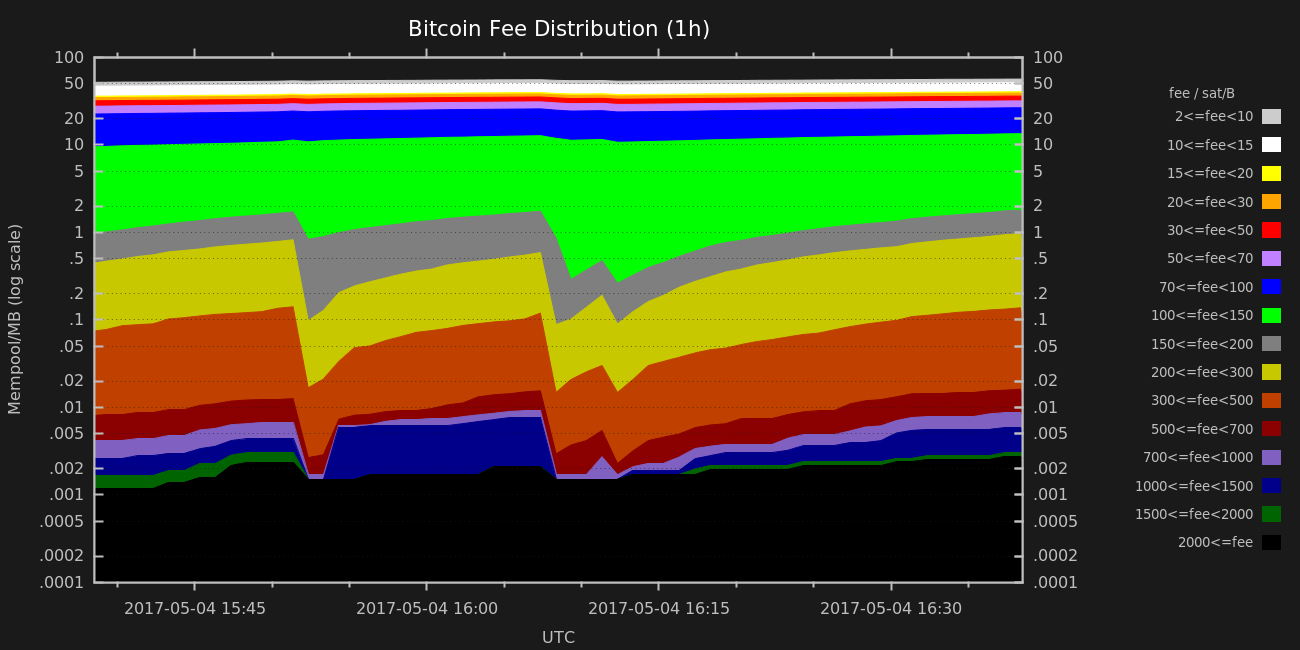 Bitcoin Fee Distribution (1h)
100 100
50 50
20 20
10 10
5 5
2 2
1 1
.5 .5
.2 .2
.1 .1
.05 .05
.02 .02
.01 .01
.005 .005
.002 .002
.001 .001
.0005 .0005
.0002 .0002
.0001 .0001
Mempool/MB (log scale)
2017-05-04 15:45 2017-05-04 16:00 2017-05-04 16:15 2017-05-04 16:30
UTC
fee / sat/B
2<=fee<10
10<=fee<15
15<=fee<20
20<=fee<30
30<=fee<50
50<=fee<70
70<=fee<100
100<=fee<150
150<=fee<200
200<=fee<300
300<=fee<500
500<=fee<700
700<=fee<1000
1000<=fee<1500
1500<=fee<2000
2000<=fee